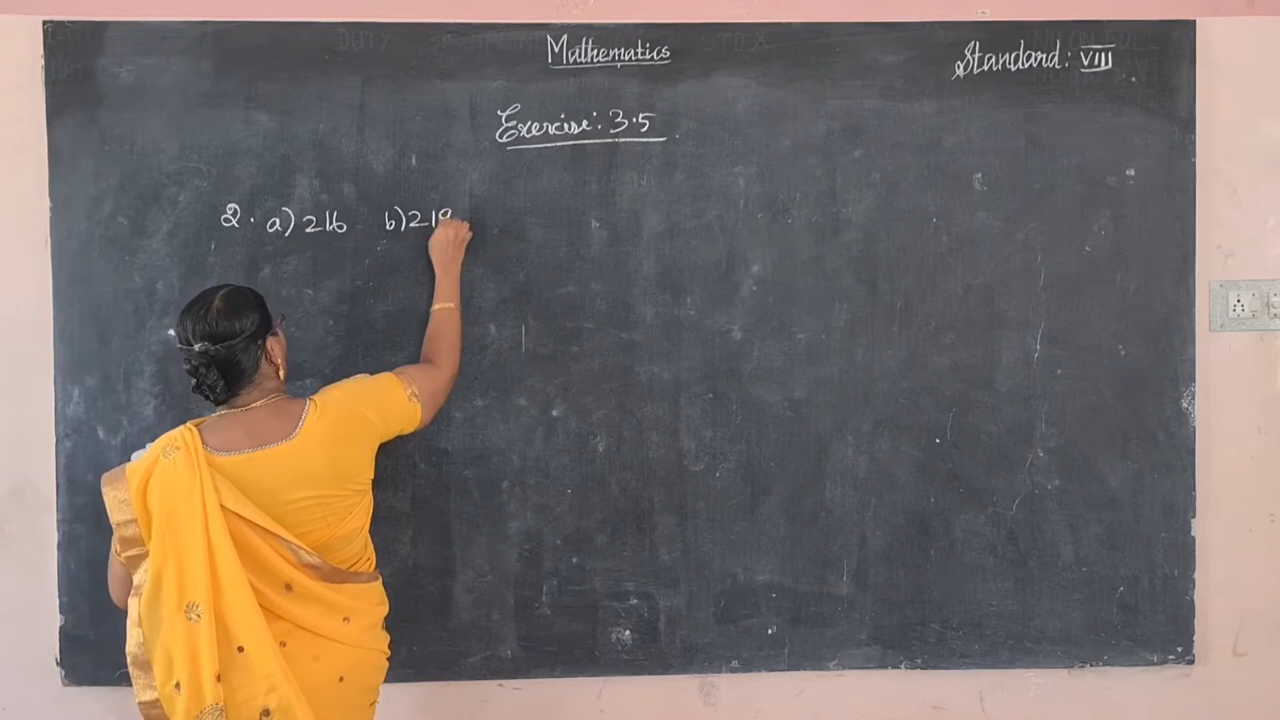 Mathematics
Standard: VIII
Exercise: 3.5
2. a) 216 b) 219